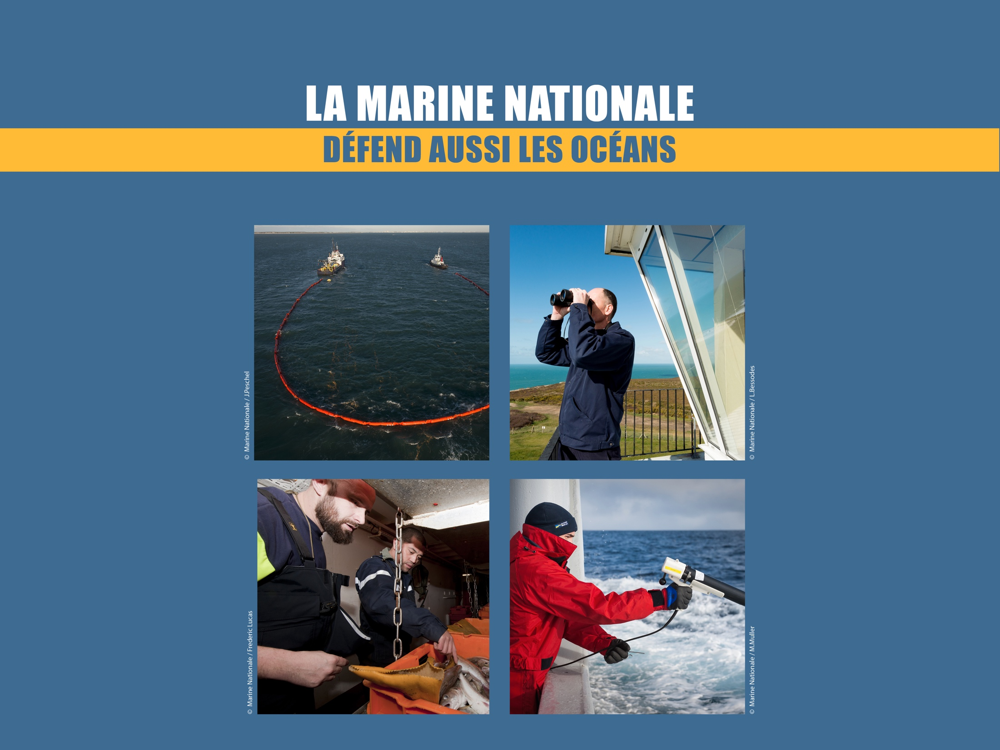 LA MARINE NATIONALE
DÉFEND AUSSI LES OCÉANS
© Marine Nationale / J.Peschel
© Marine Nationale / L.Bessodes
© Marine Nationale / Frederic Lucas
© Marine Nationale / M.Muller